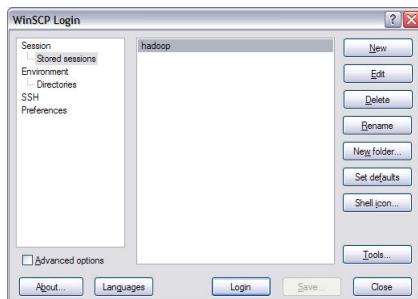 WinSCP Login
Session
Stored sessions
Environment
Directories
SSH
Preferences
Advanced options
hadoop
New
Edit
Delete
Rename
New folder...
Set defaults
Shell icon...
Tools...
About...
Languages
Login
Save...
Close